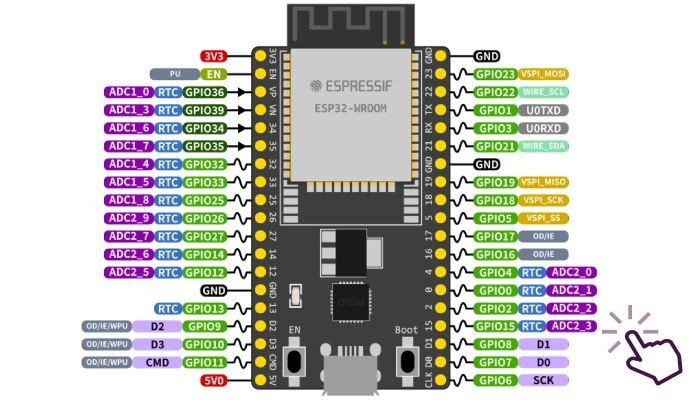 3V3 3V3 GND GND
PU EN EN 23 GPIO23 VSPI_MOSI
ADC1_0 RTC GPIO36 VP 22 GPIO22 WIRE_SCL
ADC1_3 RTC GPIO39 VN TX GPIO1 U0TXD
ADC1_6 RTC GPIO34 34 RX GPIO3 U0RXD
ADC1_7 RTC GPIO35 35 21 GPIO21 WIRE_SDA
ADC1_4 RTC GPIO32 32 GND GND
ADC1_5 RTC GPIO33 33 19 GPIO19 VSPI_MISO
ADC1_8 RTC GPIO25 25 18 GPIO18 VSPI_SCK
ADC2_9 RTC GPIO26 26 5 GPIO5 VSPI_SS
ADC2_7 RTC GPIO27 27 17 GPIO17 OD/IE
ADC2_6 RTC GPIO14 14 16 GPIO16 OD/IE
ADC2_5 RTC GPIO12 12 4 GPIO4 RTC ADC2_0
GND GND 0 GPIO0 RTC ADC2_1
RTC GPIO13 13 2 GPIO2 RTC ADC2_2
OD/IE/WPU D2 GPIO9 D2 15 GPIO15 RTC ADC2_3
OD/IE/WPU D3 GPIO10 D3 D1 GPIO8 D1
OD/IE/WPU CMD GPIO11 CMD D0 GPIO7 D0
5V0 5V CLK GPIO6 SCK
ESPRESSIF
ESP32-WROOM
CP2102
EN Boot